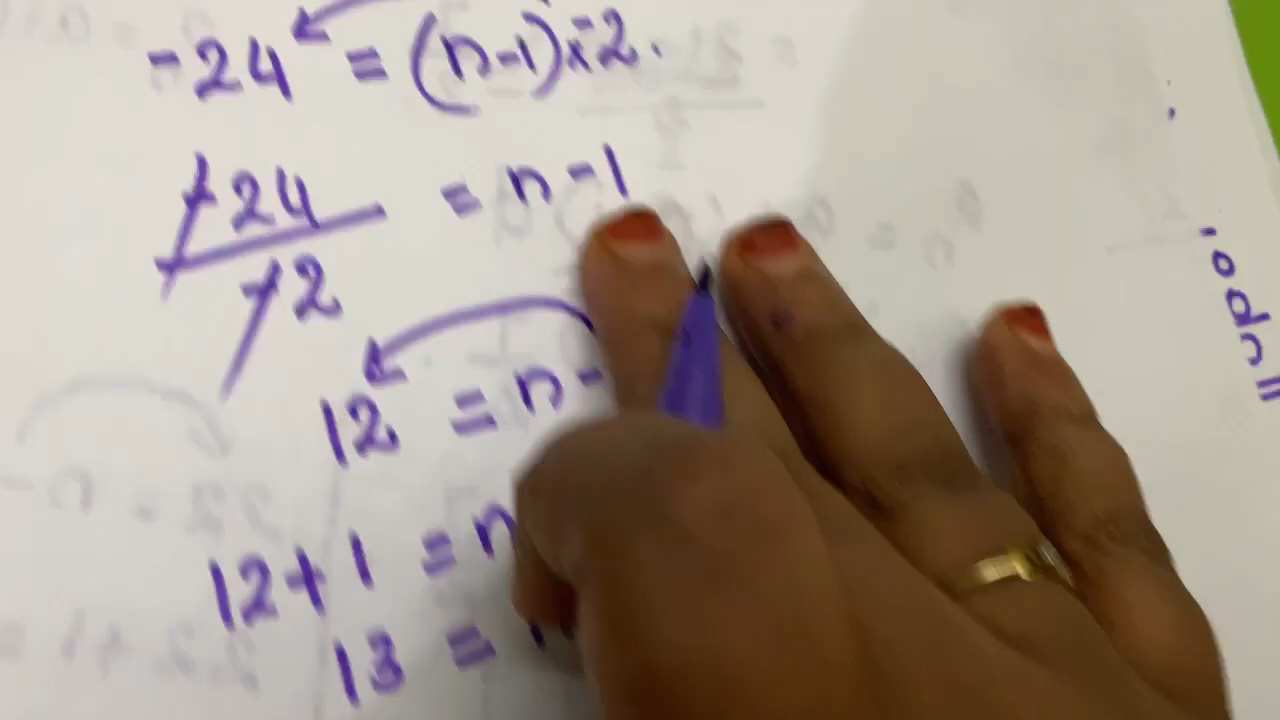 -24 = (n-1)x-2.
-24 = n-1
-2
12 = n-
12+1 = n
13 =